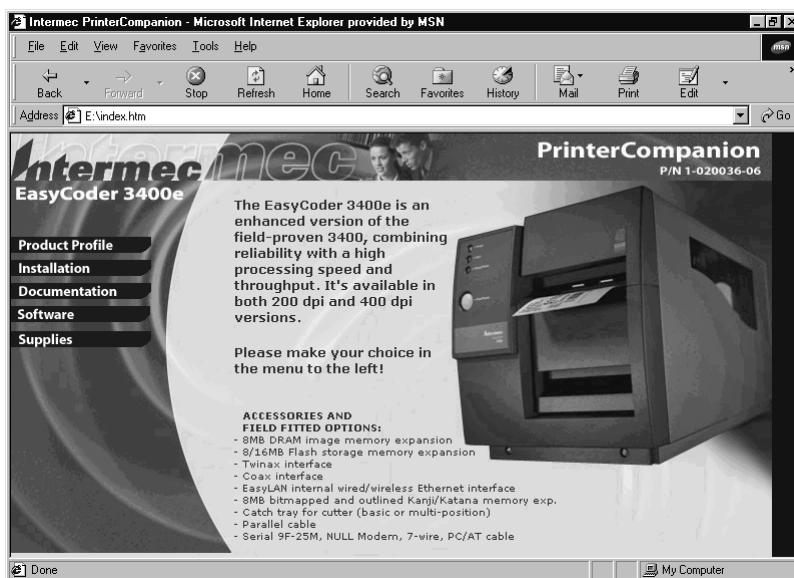 Intermec PrinterCompanion - Microsoft Internet Explorer provided by MSN
File Edit View Favorites Tools Help
msn
Back Forward Stop Refresh Home Search Favorites History Mail Print Edit
Address E:\index.htm Go
Intermec
Intermec
PrinterCompanion
P/N 1-020036-06
EasyCoder 3400e
Product Profile
Installation
Documentation
Software
Supplies
The EasyCoder 3400e is an
enhanced version of the
field-proven 3400, combining
reliability with a high
processing speed and
throughput. It's available in
both 200 dpi and 400 dpi
versions.
Please make your choice in
the menu to the left!
ACCESSORIES AND
FIELD FITTED OPTIONS:
- 8MB DRAM image memory expansion
- 8/16MB Flash storage memory expansion
- Twinax interface
- Coax interface
- EasyLAN internal wired/wireless Ethernet interface
- 8MB bitmapped and outlined Kanji/Katana memory exp.
- Catch tray for cutter (basic or multi-position)
- Parallel cable
- Serial 9F-25M, NULL Modem, 7-wire, PC/AT cable
Done
My Computer